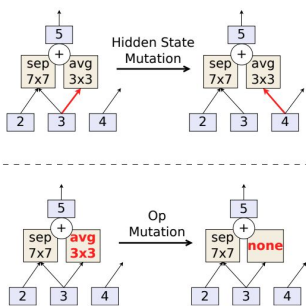 5
+
sep
7x7
avg
3x3
2
3
4
Hidden State
Mutation
5
+
sep
7x7
avg
3x3
2
3
4
5
+
sep
7x7
avg
3x3
2
3
4
Op
Mutation
5
+
sep
7x7
none
2
3
4